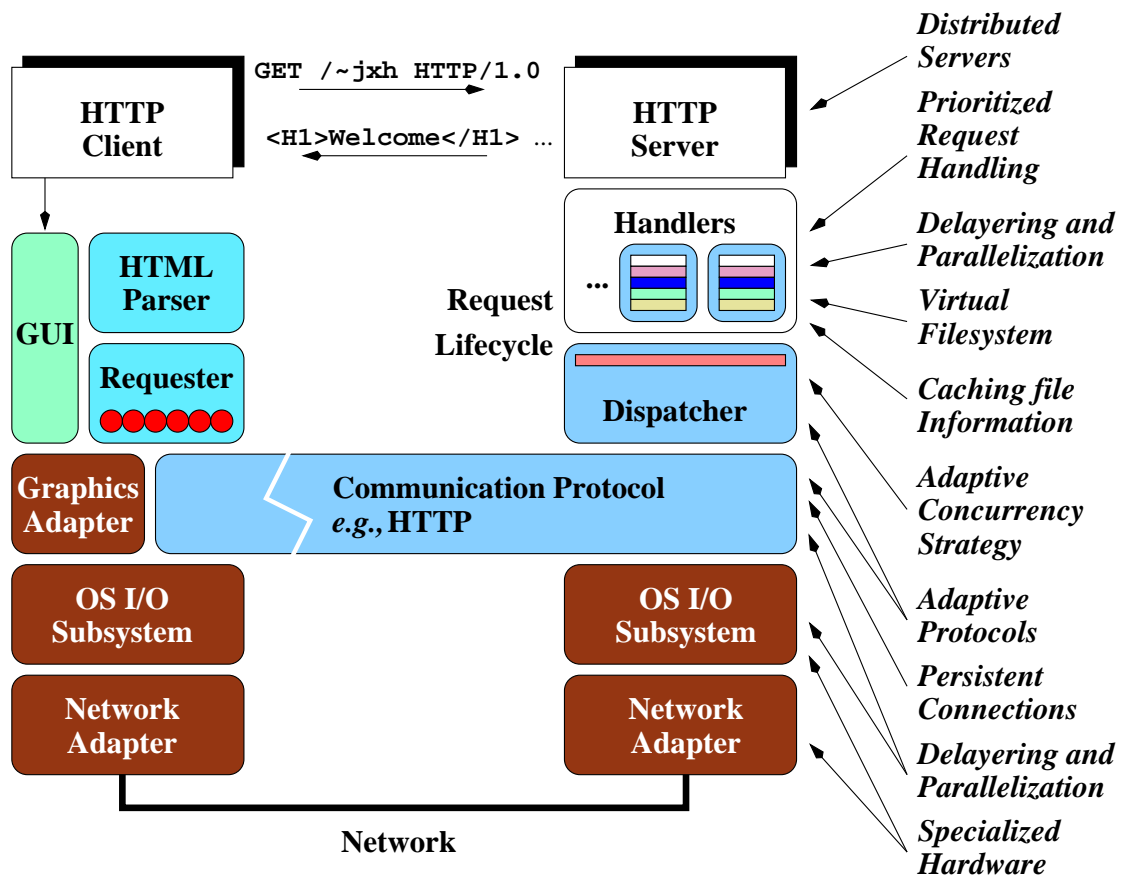 HTTP
Client
GET /~jxh HTTP/1.0
<H1>Welcome</H1> ...
HTTP
Server
GUI
HTML
Parser
Requester
Request
Lifecycle
Handlers
...
Dispatcher
Graphics
Adapter
Communication Protocol
e.g., HTTP
OS I/O
Subsystem
OS I/O
Subsystem
Network
Adapter
Network
Adapter
Network
Distributed
Servers
Prioritized
Request
Handling
Delayering and
Parallelization
Virtual
Filesystem
Caching file
Information
Adaptive
Concurrency
Strategy
Adaptive
Protocols
Persistent
Connections
Delayering and
Parallelization
Specialized
Hardware